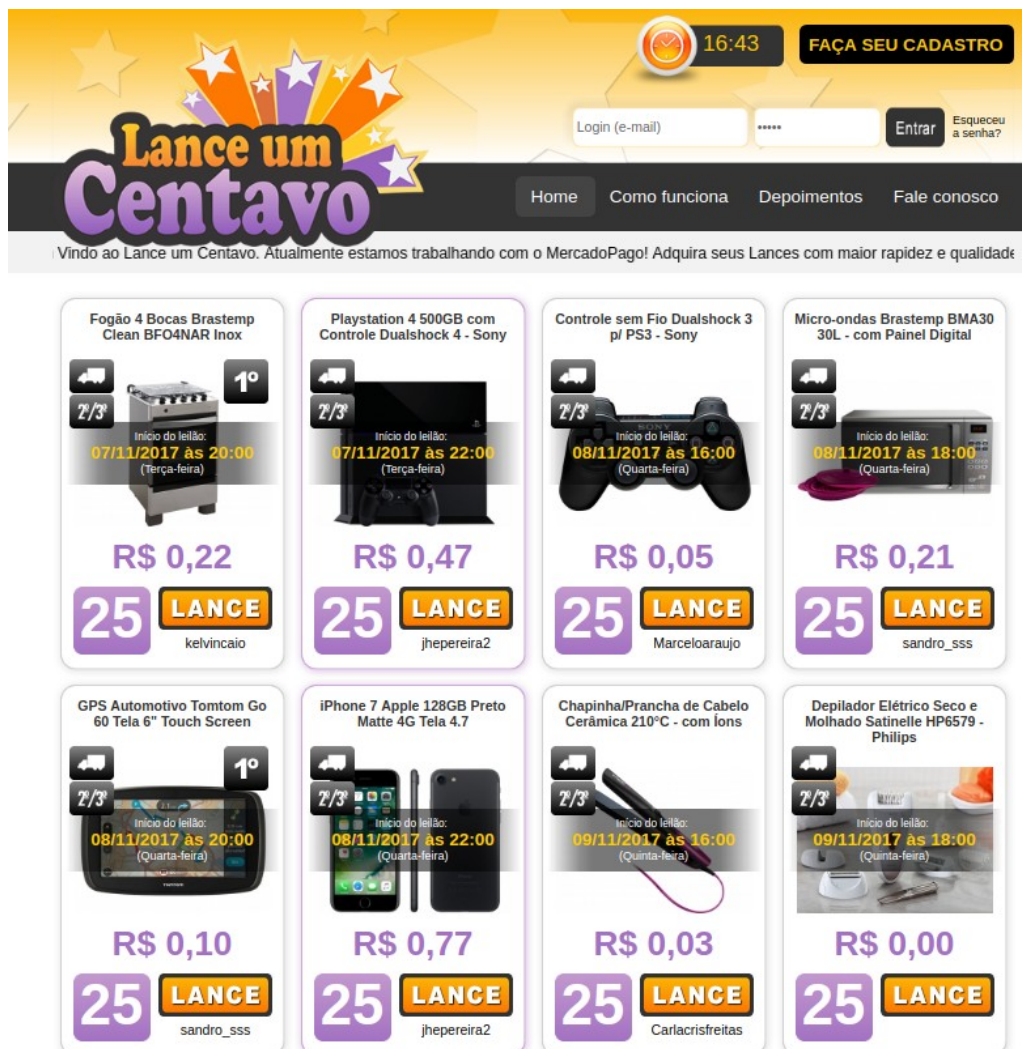 16:43
FAÇA SEU CADASTRO
Lance um
Centavo
Login (e-mail)
•••••
Entrar
Esqueceu
a senha?
Home
Como funciona
Depoimentos
Fale conosco
Vindo ao Lance um Centavo. Atualmente estamos trabalhando com o MercadoPago! Adquira seus Lances com maior rapidez e qualidade
Fogão 4 Bocas Brastemp
Clean BFO4NAR Inox
1º
2º/3º
Início do leilão:
07/11/2017 às 20:00
(Terça-feira)
R$ 0,22
25
LANCE
kelvincaio
Playstation 4 500GB com
Controle Dualshock 4 - Sony
2º/3º
Início do leilão:
07/11/2017 às 22:00
(Terça-feira)
R$ 0,47
25
LANCE
jhepereira2
Controle sem Fio Dualshock 3
p/ PS3 - Sony
2º/3º
SONY
Início do leilão:
08/11/2017 às 16:00
(Quarta-feira)
R$ 0,05
25
LANCE
Marceloaraujo
Micro-ondas Brastemp BMA30
30L - com Painel Digital
2º/3º
Início do leilão:
08/11/2017 às 18:00
(Quarta-feira)
R$ 0,21
25
LANCE
sandro_sss
GPS Automotivo Tomtom Go
60 Tela 6" Touch Screen
1º
2º/3º
Início do leilão:
08/11/2017 às 20:00
(Quarta-feira)
TOMTOM
R$ 0,10
25
LANCE
sandro_sss
iPhone 7 Apple 128GB Preto
Matte 4G Tela 4.7
2º/3º
Início do leilão:
08/11/2017 às 22:00
(Quarta-feira)
R$ 0,77
25
LANCE
jhepereira2
Chapinha/Prancha de Cabelo
Cerâmica 210ºC - com Íons
2º/3º
Início do leilão:
09/11/2017 às 16:00
(Quinta-feira)
R$ 0,03
25
LANCE
Carlacrisfreitas
Depilador Elétrico Seco e
Molhado Satinelle HP6579 -
Philips
2º/3º
Início do leilão:
09/11/2017 às 18:00
(Quinta-feira)
R$ 0,00
25
LANCE